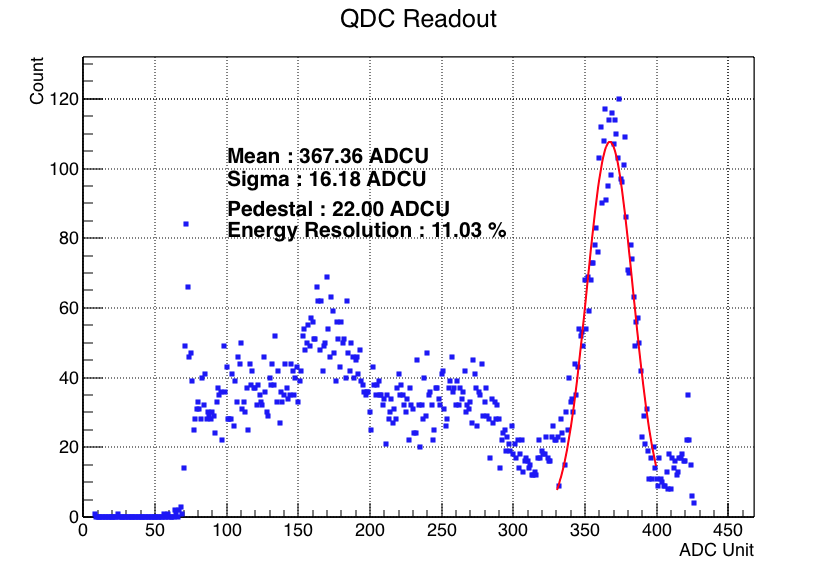 QDC Readout
Count
120
100
80
60
40
20
0
Mean : 367.36 ADCU
Sigma : 16.18 ADCU
Pedestal : 22.00 ADCU
Energy Resolution : 11.03 %
0 50 100 150 200 250 300 350 400 450
ADC Unit